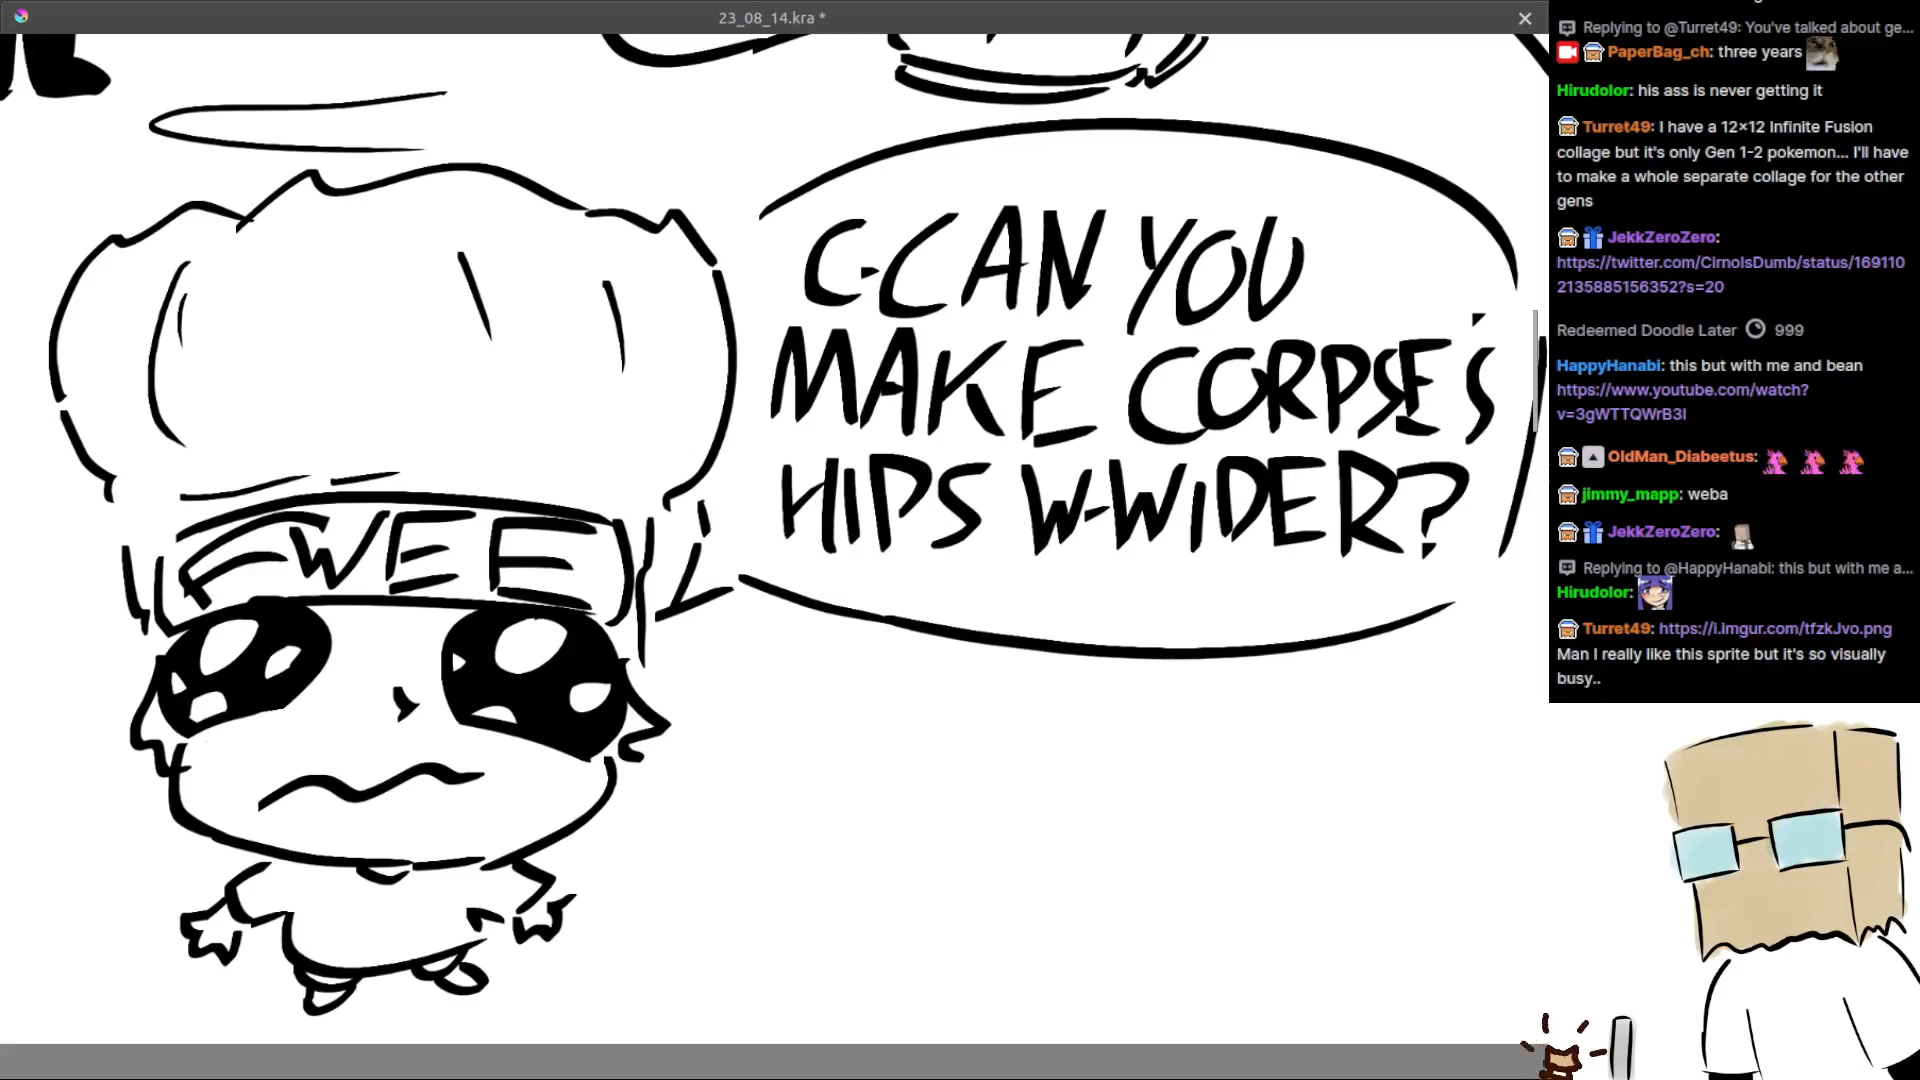 23_08_14.kra *
C-CAN YOU
MAKE CORPSE'S
HIPS W-WIDER?
FWEE
Replying to @Turret49: You've talked about ge...
PaperBag_ch: three years
Hirudolor: his ass is never getting it
Turret49: I have a 12×12 Infinite Fusion
collage but it's only Gen 1-2 pokemon... I'll have
to make a whole separate collage for the other
gens
JekkZeroZero:
https://twitter.com/CirnoIsDumb/status/169110
2135885156352?s=20
Redeemed Doodle Later 999
HappyHanabi: this but with me and bean
https://www.youtube.com/watch?
v=3gWTTQWrB3I
OldMan_Diabeetus:
jimmy_mapp: weba
JekkZeroZero:
Replying to @HappyHanabi: this but with me a...
Hirudolor:
Turret49: https://i.imgur.com/tfzkJvo.png
Man I really like this sprite but it's so visually
busy..